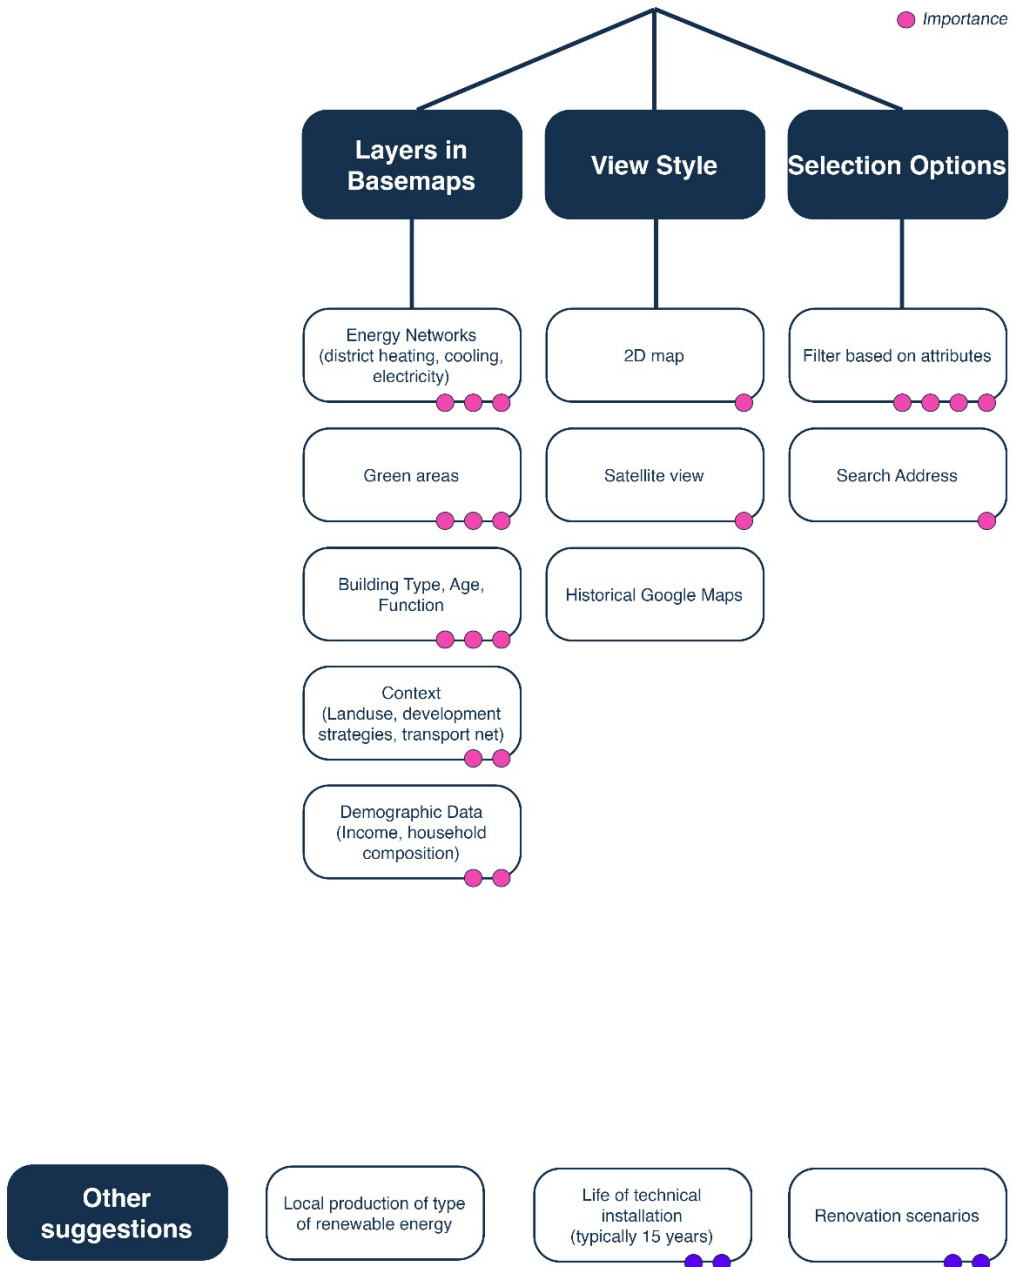 Importance
Layers in
Basemaps
View Style
Selection Options
Energy Networks
(district heating, cooling,
electricity)
2D map
Filter based on attributes
Green areas
Satellite view
Search Address
Building Type, Age,
Function
Historical Google Maps
Context
(Landuse, development
strategies, transport net)
Demographic Data
(Income, household
composition)
Other
suggestions
Local production of type
of renewable energy
Life of technical
installation
(typically 15 years)
Renovation scenarios